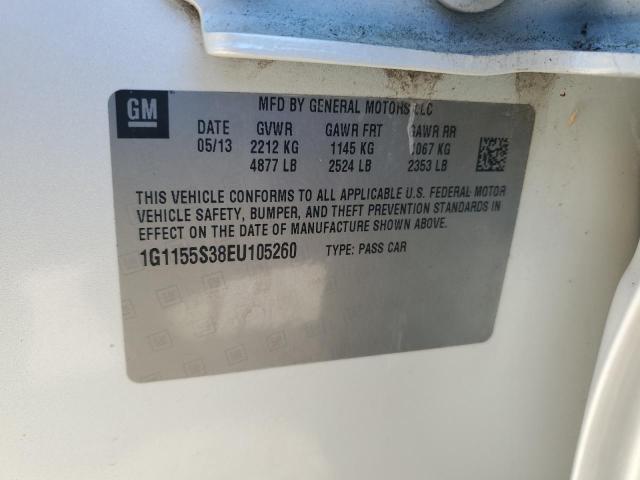 GM
MFD BY GENERAL MOTORS LLC
DATE GVWR GAWR FRT GAWR RR
05/13 2212 KG 1145 KG 1067 KG
4877 LB 2524 LB 2353 LB
THIS VEHICLE CONFORMS TO ALL APPLICABLE U.S. FEDERAL MOTOR
VEHICLE SAFETY, BUMPER, AND THEFT PREVENTION STANDARDS IN
EFFECT ON THE DATE OF MANUFACTURE SHOWN ABOVE.
1G1155S38EU105260 TYPE: PASS CAR